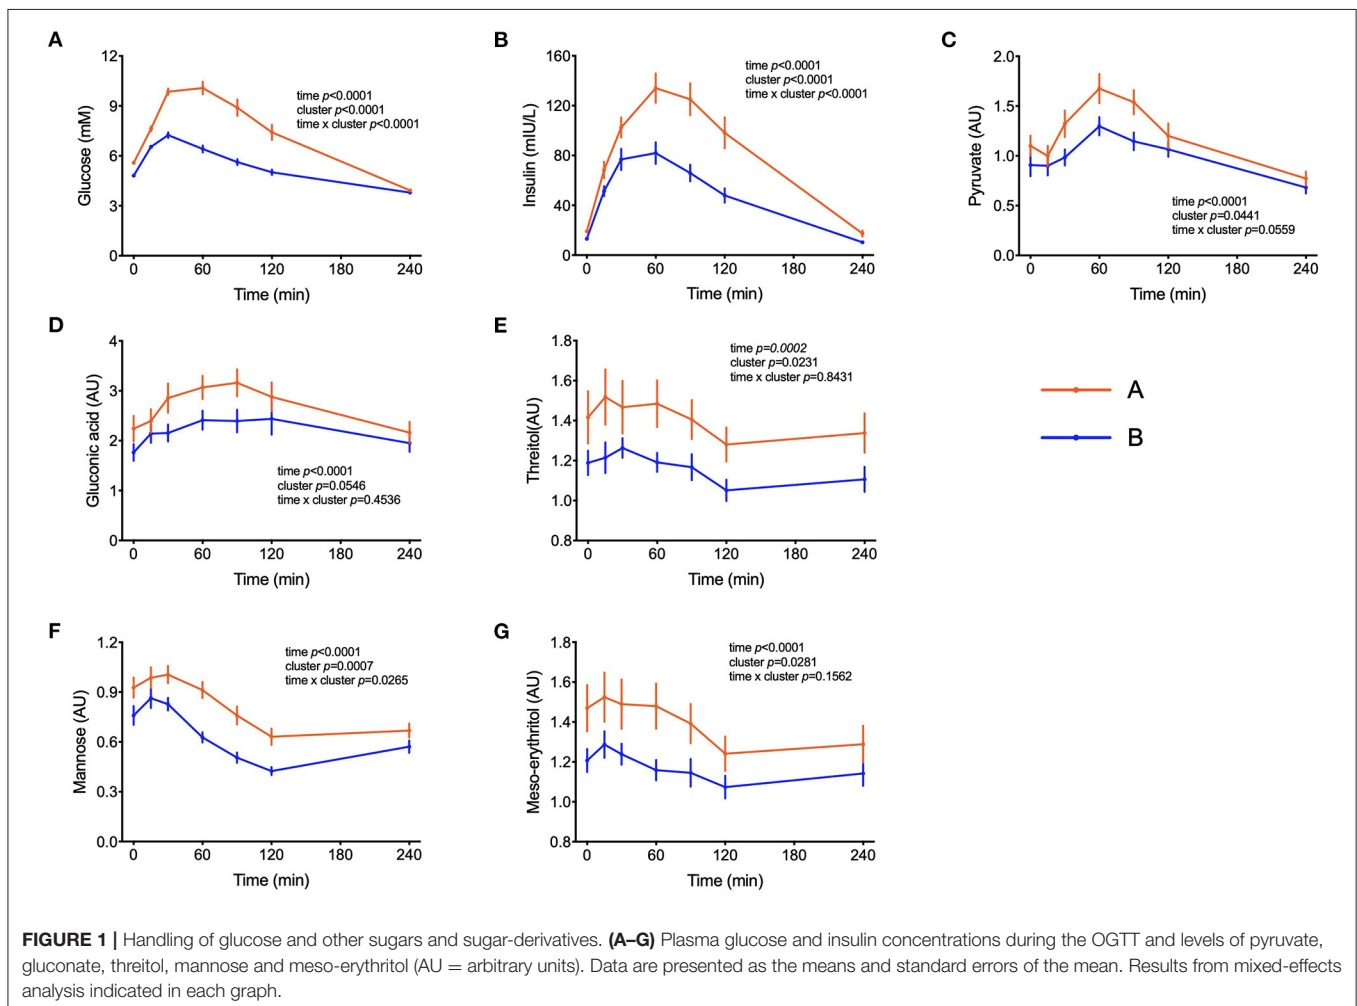 A
12
9
6
3
0
Glucose (mM)
time p<0.0001
cluster p<0.0001
time x cluster p<0.0001
0 60 120 180 240
Time (min)
B
160
120
80
40
0
Insulin (mIU/L)
time p<0.0001
cluster p<0.0001
time x cluster p<0.0001
0 60 120 180 240
Time (min)
C
2.0
1.5
1.0
0.5
0.0
Pyruvate (AU)
time p<0.0001
cluster p=0.0441
time x cluster p=0.0559
0 60 120 180 240
Time (min)
D
4
3
2
1
0
Gluconic acid (AU)
time p<0.0001
cluster p=0.0546
time x cluster p=0.4536
0 60 120 180 240
Time (min)
E
1.8
1.6
1.4
1.2
1.0
0.8
Threitol(AU)
time p=0.0002
cluster p=0.0231
time x cluster p=0.8431
0 60 120 180 240
Time (min)
A
B
F
1.2
0.9
0.6
0.3
0.0
Mannose (AU)
time p<0.0001
cluster p=0.0007
time x cluster p=0.0265
0 60 120 180 240
Time (min)
G
1.8
1.6
1.4
1.2
1.0
0.8
Meso-erythritol (AU)
time p<0.0001
cluster p=0.0281
time x cluster p=0.1562
0 60 120 180 240
Time (min)
FIGURE 1 | Handling of glucose and other sugars and sugar-derivatives. (A–G) Plasma glucose and insulin concentrations during the OGTT and levels of pyruvate,
gluconate, threitol, mannose and meso-erythritol (AU = arbitrary units). Data are presented as the means and standard errors of the mean. Results from mixed-effects
analysis indicated in each graph.